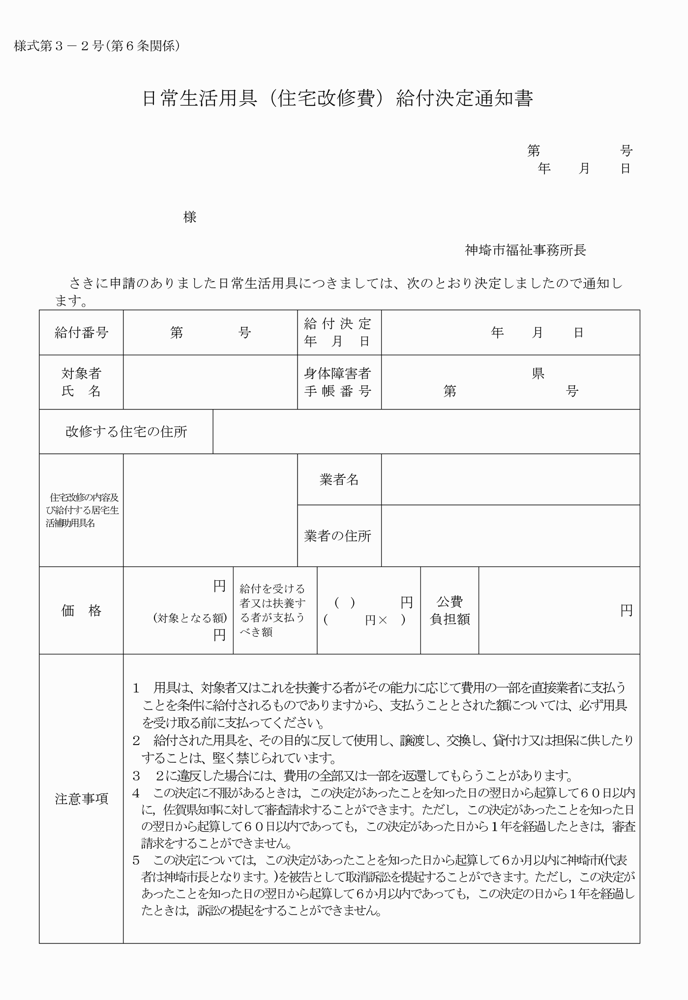 様式第３－２号（第６条関係）
日常生活用具（住宅改修費）給付決定通知書
第　　　　　　号
年　　月　　日
様
神埼市福祉事務所長
さきに申請のありました日常生活用具につきましては、次のとおり決定しましたので通知し
ます。
給付番号
第　　　　号
給付決定
年　月　日
年　　月　　日
対象者
氏　名
身体障害者
手帳番号
県
第　　　　　　　　号
改修する住宅の住所
住宅改修の内容及
び給付する居宅生
活補助用具名
業者名
業者の住所
価　格
円
(対象となる額)
円
給付を受ける
者又は扶養す
る者が支払う
べき額
（　）　　　円
（　　　円×　）
公費
負担額
円
注意事項
１　用具は、対象者又はこれを扶養する者がその能力に応じて費用の一部を直接業者に支払う
ことを条件に給付されるものでありますから、支払うこととされた額については、必ず用具
を受け取る前に支払ってください。
２　給付された用具を、その目的に反して使用し、譲渡し、交換し、貸付け又は担保に供したり
することは、堅く禁じられています。
３　２に違反した場合には、費用の全部又は一部を返還してもらうことがあります。
４　この決定に不服があるときは，この決定があったことを知った日の翌日から起算して６０日以内
に，佐賀県知事に対して審査請求することができます。ただし，この決定があったことを知った日
の翌日から起算して６０日以内であっても，この決定があった日から１年を経過したときは，審査
請求をすることができません。
５　この決定については，この決定があったことを知った日から起算して６か月以内に神埼市(代表
者は神埼市長となります。)を被告として取消訴訟を提起することができます。ただし，この決定が
あったことを知った日の翌日から起算して６か月以内であっても，この決定の日から１年を経過し
たときは，訴訟の提起をすることができません。